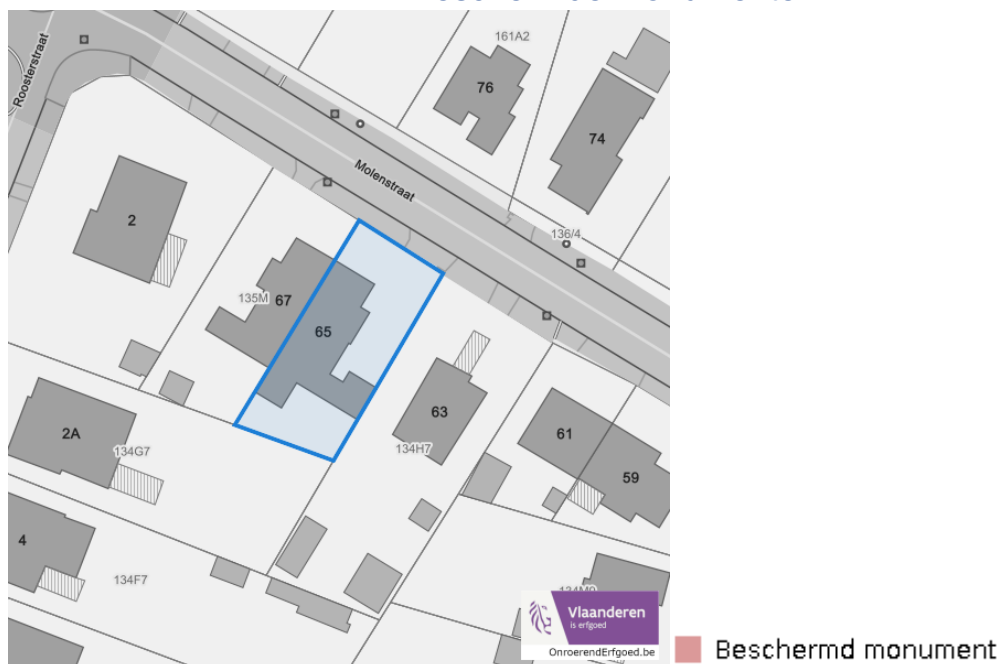 161A2
76
Roosterstraat
74
Molenstraat
2
136/4
135M
67
65
63
2A
61
134G7
134H7
59
4
134F7
Vlaanderen
is erfgoed
OnroerendErfgoed.be
Beschermd monument